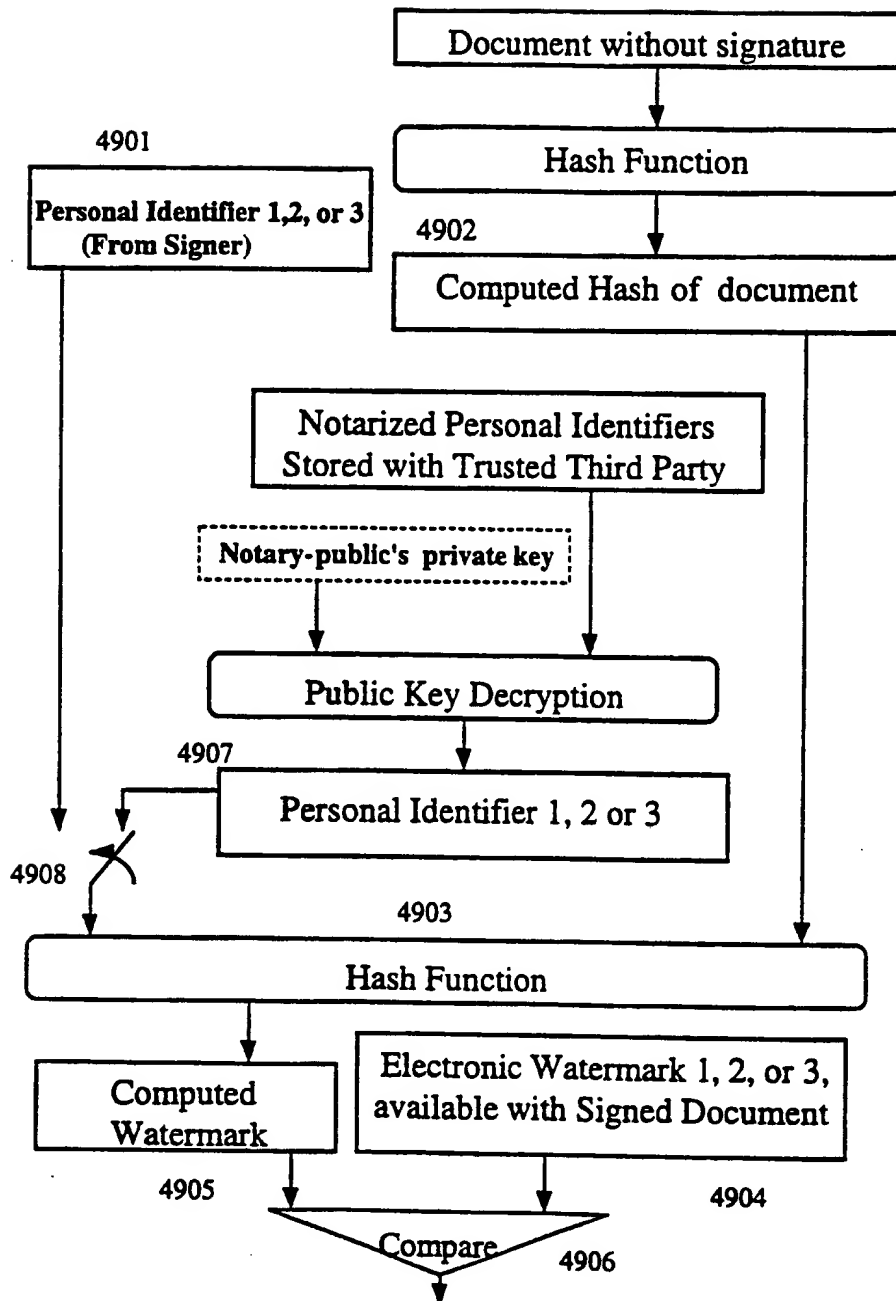 Document without signature
4901
Hash Function
Personal Identifier 1,2, or 3
(From Signer)
4902
Computed Hash of document
Notarized Personal Identifiers
Stored with Trusted Third Party
Notary-public's private key
Public Key Decryption
4907
Personal Identifier 1, 2 or 3
4908
4903
Hash Function
Computed
Watermark
Electronic Watermark 1, 2, or 3,
available with Signed Document
4905
4904
Compare
4906